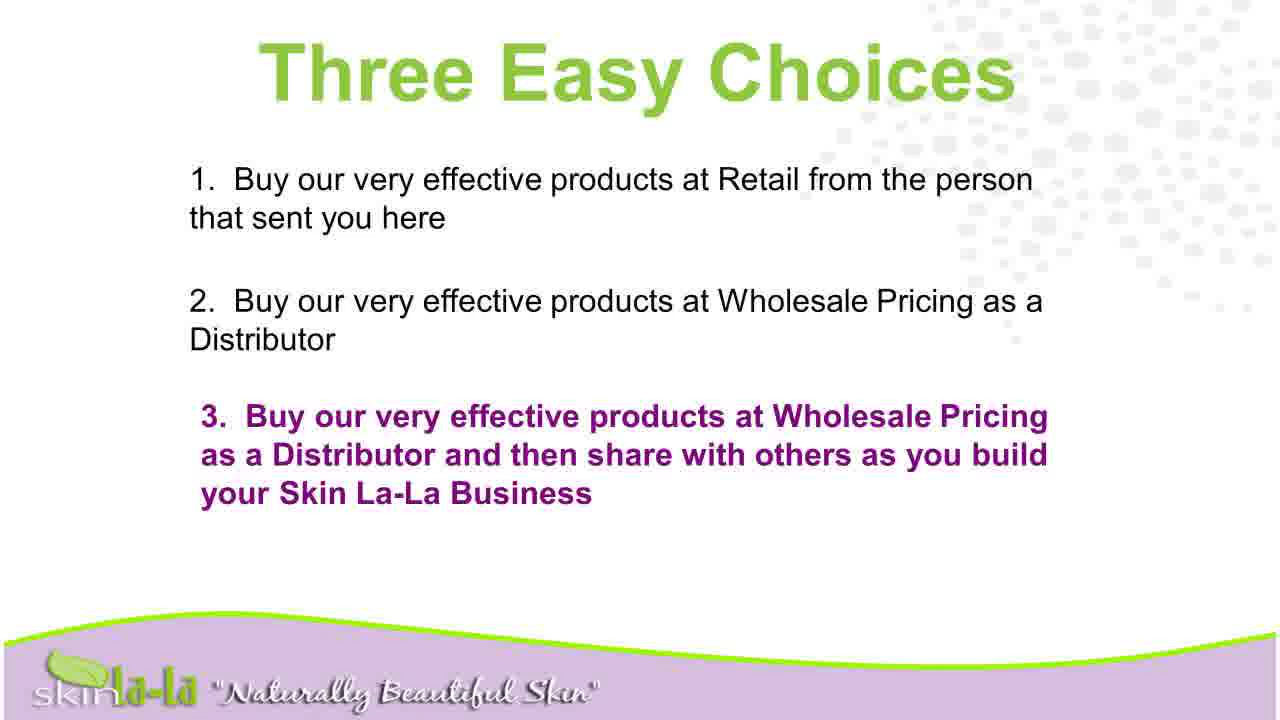 Three Easy Choices
1.  Buy our very effective products at Retail from the person
that sent you here
2.  Buy our very effective products at Wholesale Pricing as a
Distributor
3.  Buy our very effective products at Wholesale Pricing
as a Distributor and then share with others as you build
your Skin La-La Business
skin la-la "Naturally Beautiful Skin"